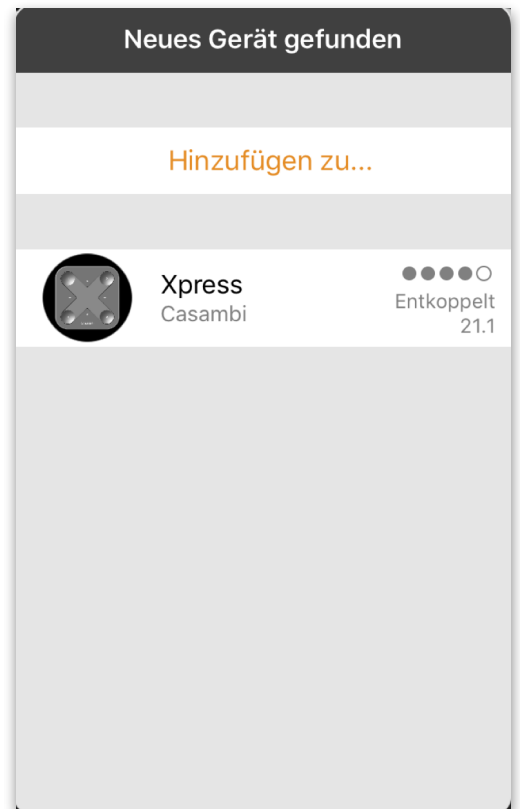 Neues Gerät gefunden
Hinzufügen zu...
Xpress
Casambi
Entkoppelt
21.1